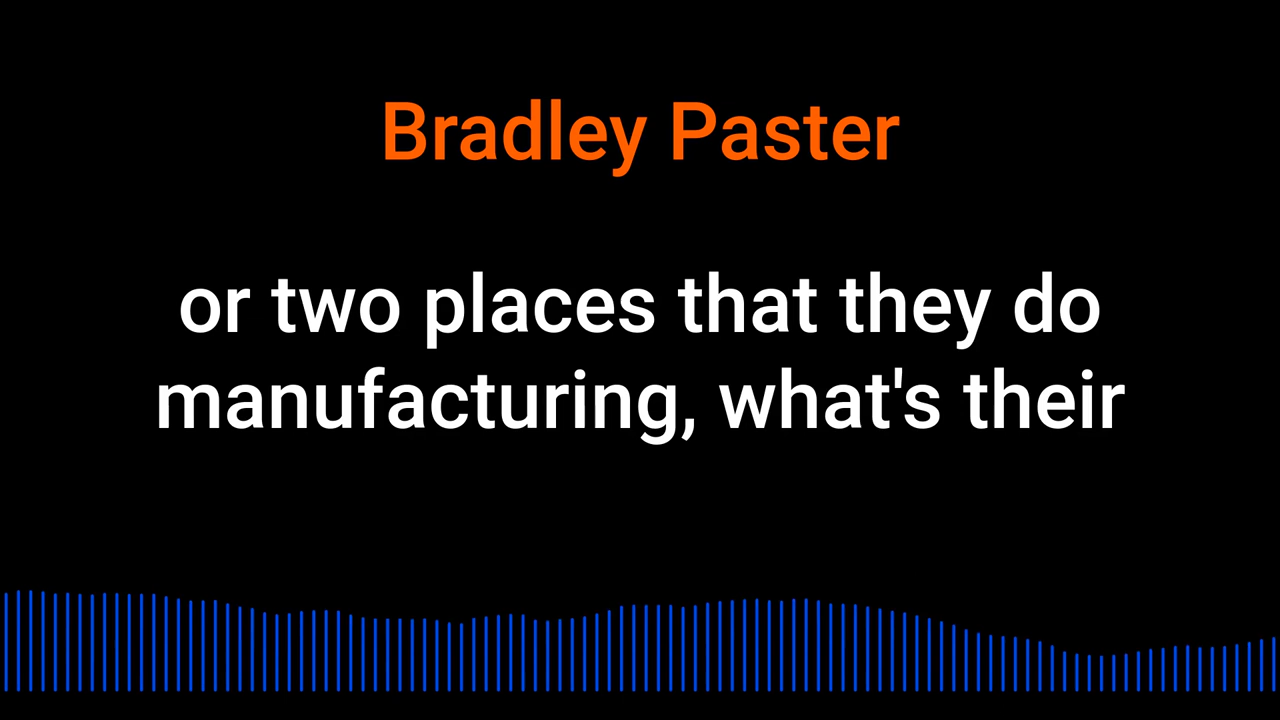 Bradley Paster
or two places that they do
manufacturing, what's their